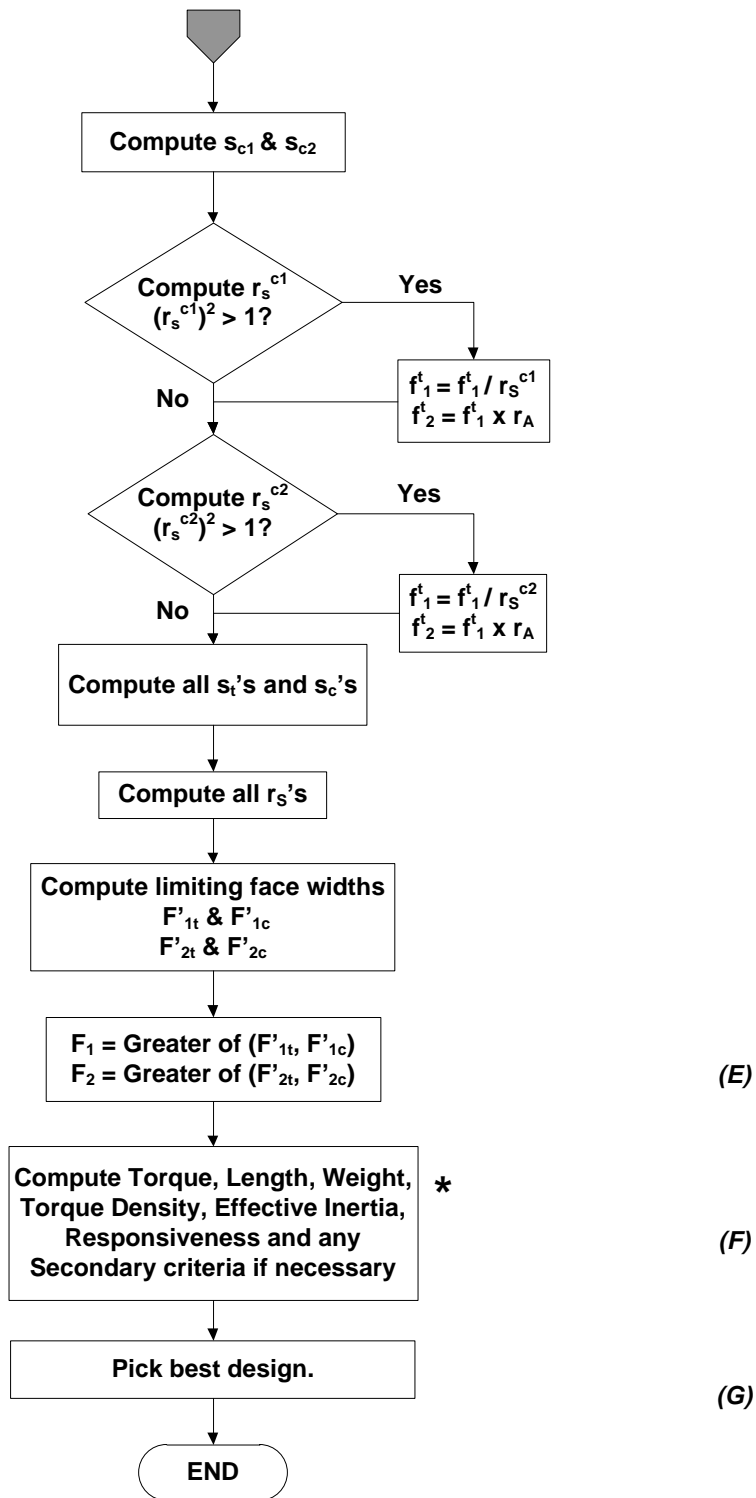 Compute s_c1 & s_c2
Compute r_s^c1
(r_s^c1)^2 > 1?
Yes
f^t_1 = f^t_1 / r_S^c1
f^t_2 = f^t_1 x r_A
No
Compute r_s^c2
(r_s^c2)^2 > 1?
Yes
f^t_1 = f^t_1 / r_S^c2
f^t_2 = f^t_1 x r_A
No
Compute all s_t's and s_c's
Compute all r_S's
Compute limiting face widths
F'_1t & F'_1c
F'_2t & F'_2c
F_1 = Greater of (F'_1t, F'_1c)
F_2 = Greater of (F'_2t, F'_2c)
(E)
Compute Torque, Length, Weight,
Torque Density, Effective Inertia,
Responsiveness and any
Secondary criteria if necessary
*
(F)
Pick best design.
(G)
END